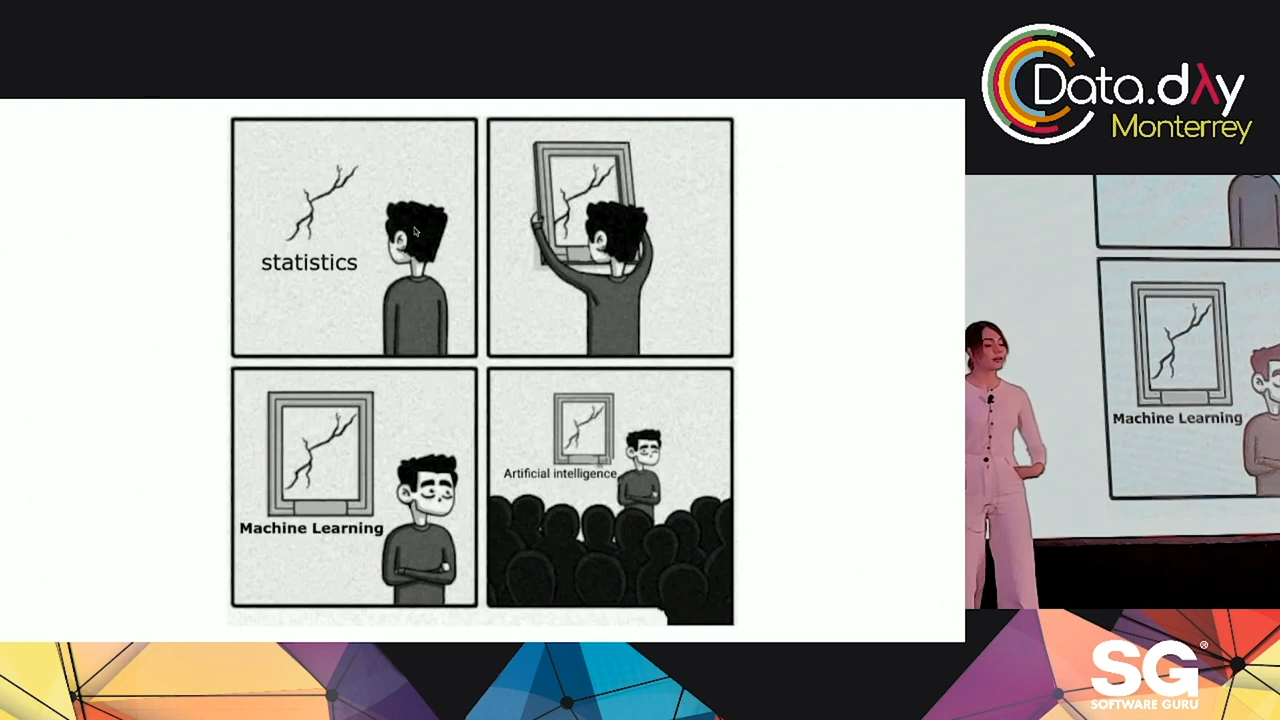 statistics
Machine Learning
Artificial intelligence
Data.dλy
Monterrey
Machine Learning
SG®
SOFTWARE GURU